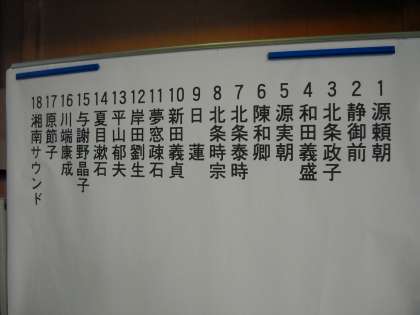 1 源頼朝
2 静御前
3 北条政子
4 和田義盛
5 源実朝
6 陳和卿
7 北条泰時
8 北条時宗
9 日蓮
10 新田義貞
11 夢窓疎石
12 岸田劉生
13 平山郁夫
14 夏目漱石
15 与謝野晶子
16 川端康成
17 原節子
18 湘南サウンド